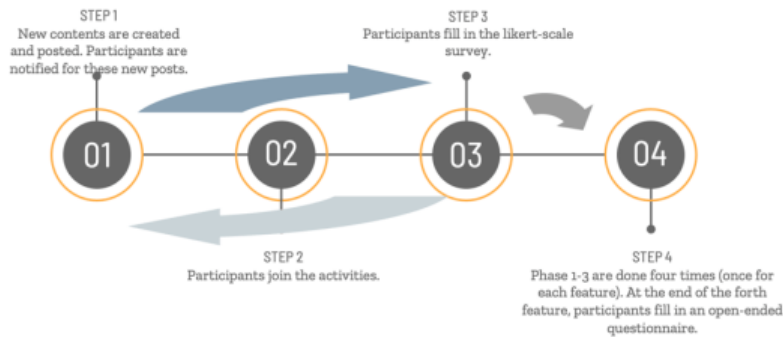 STEP 1
New contents are created
and posted. Participants are
notified for these new posts.
STEP 3
Participants fill in the likert-scale
survey.
01
02
03
04
STEP 2
Participants join the activities.
STEP 4
Phase 1-3 are done four times (once for
each feature). At the end of the forth
feature, participants fill in an open-ended
questionnaire.